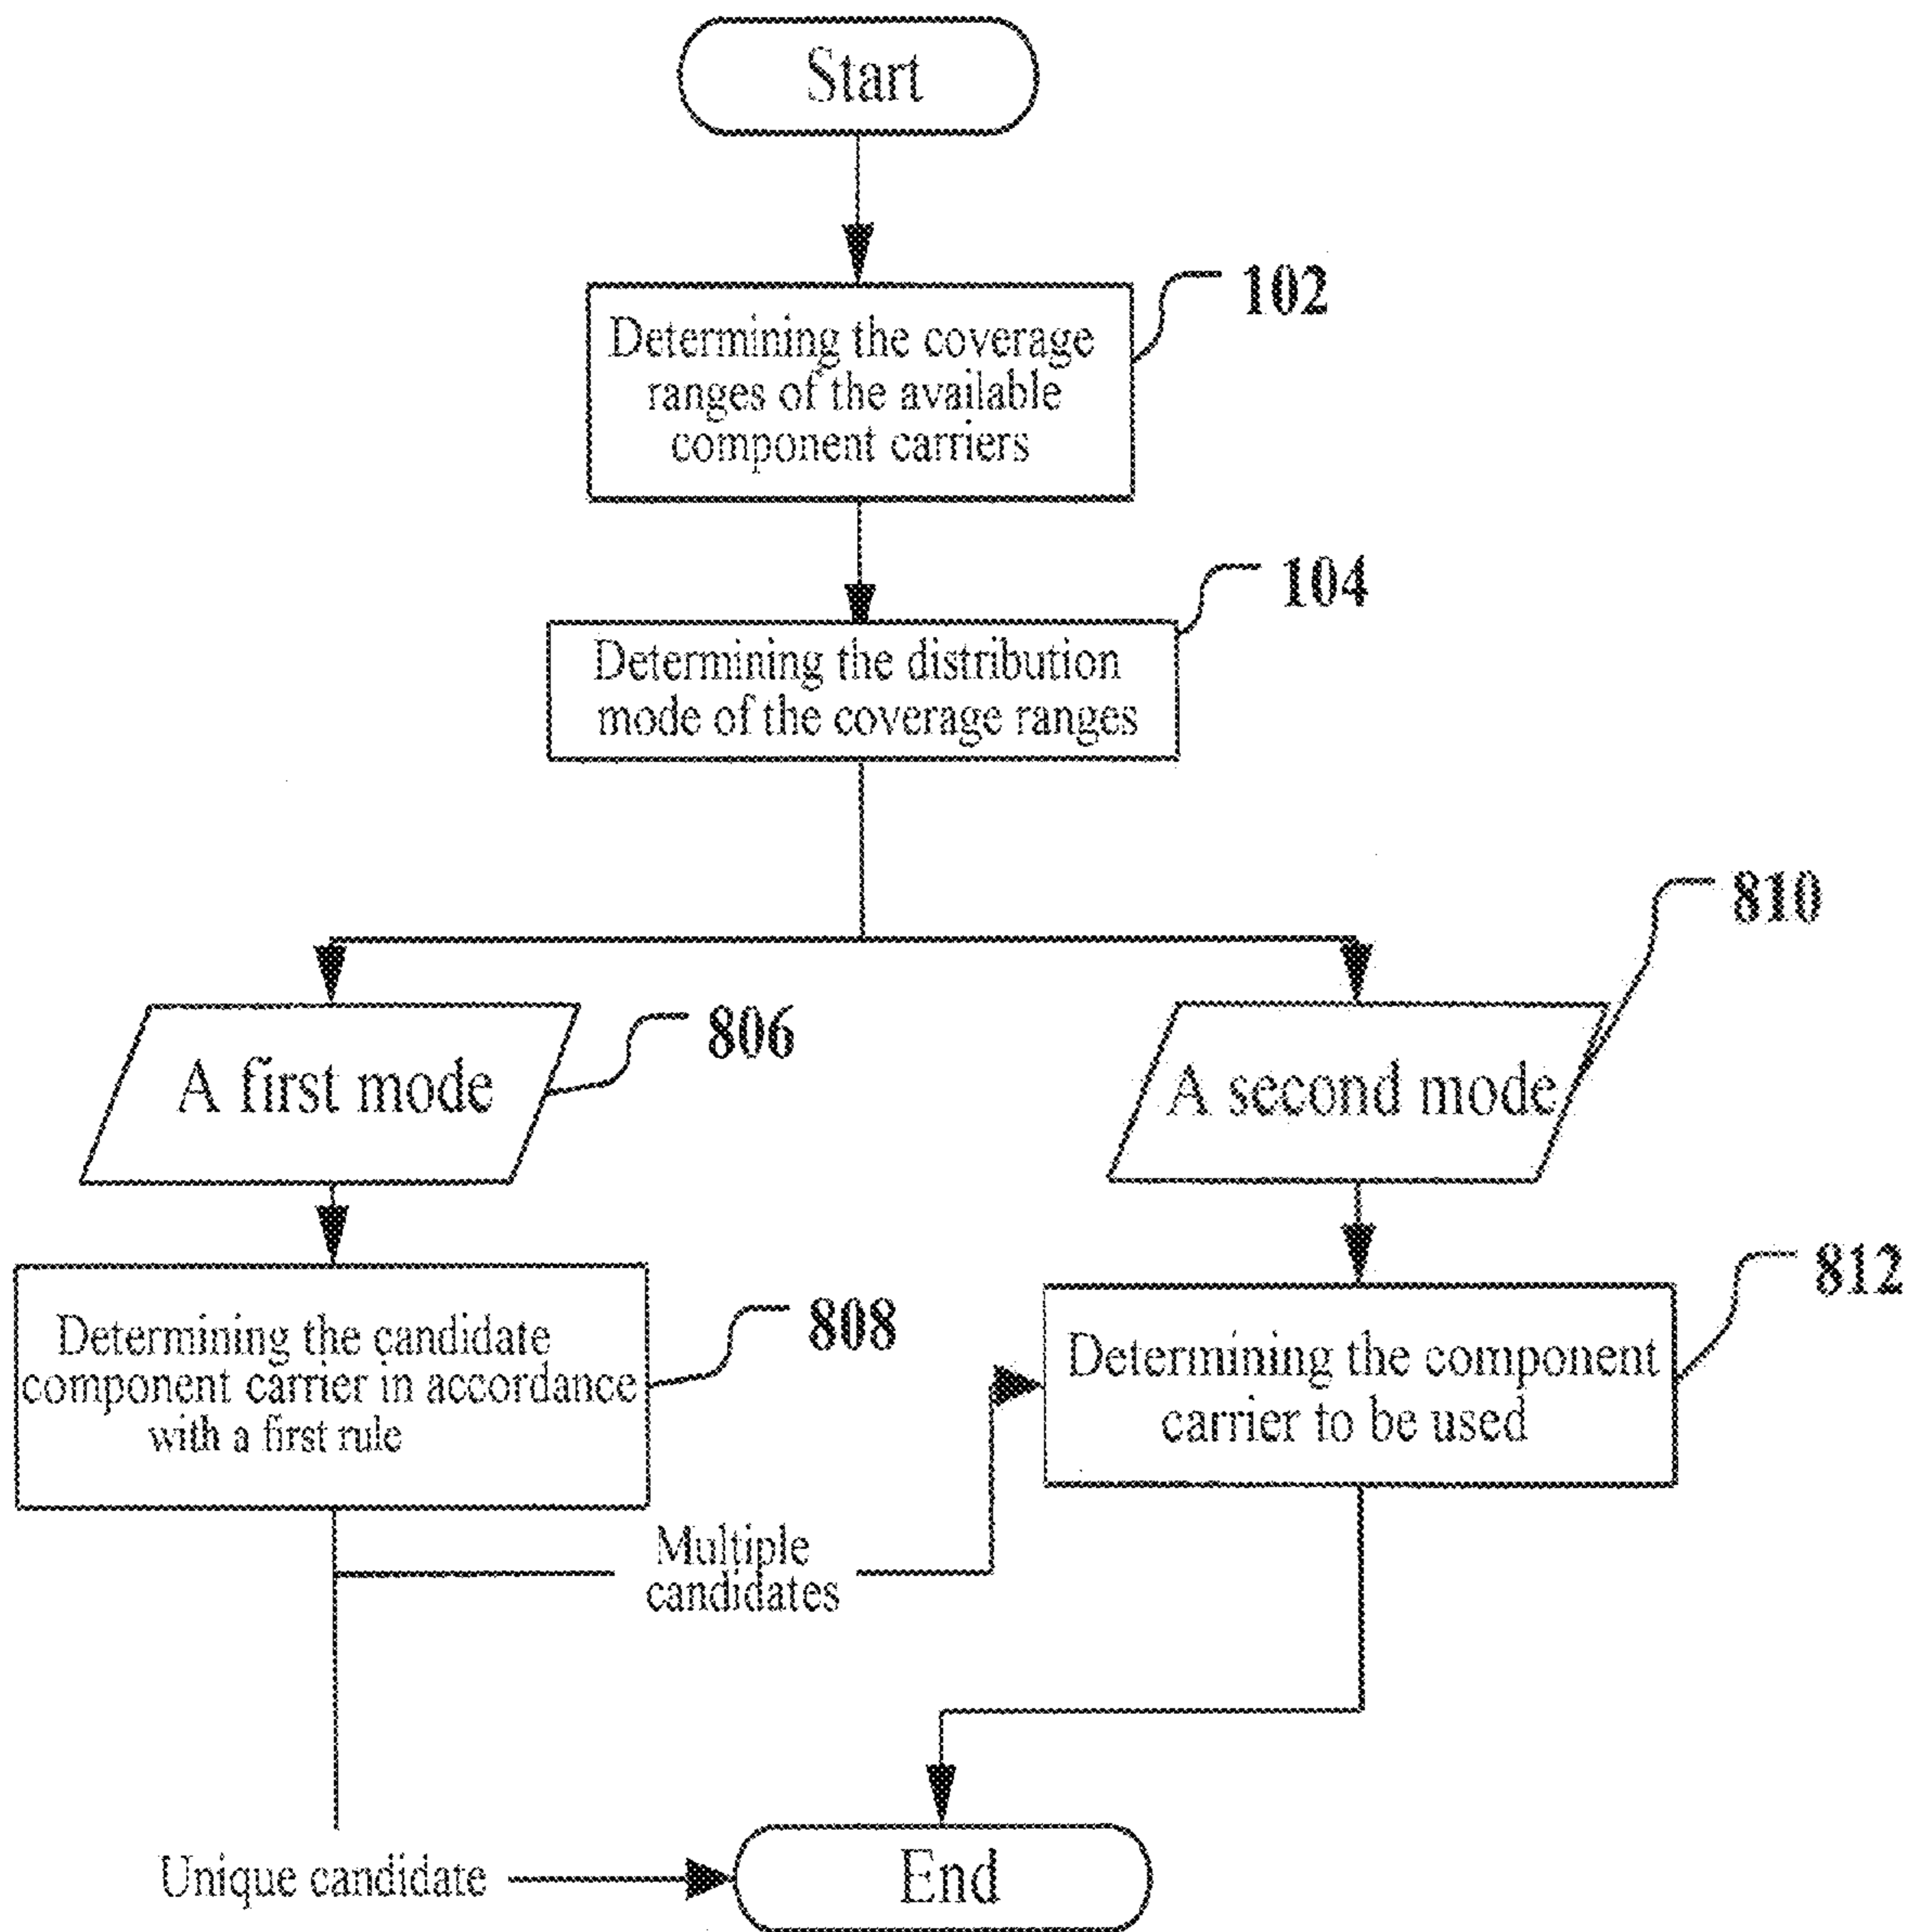 Start
Determining the coverage
ranges of the available
component carriers
102
Determining the distribution
mode of the coverage ranges
104
A first mode
806
A second mode
810
Determining the candidate
component carrier in accordance
with a first rule
808
Determining the component
carrier to be used
812
Multiple
candidates
Unique candidate
End